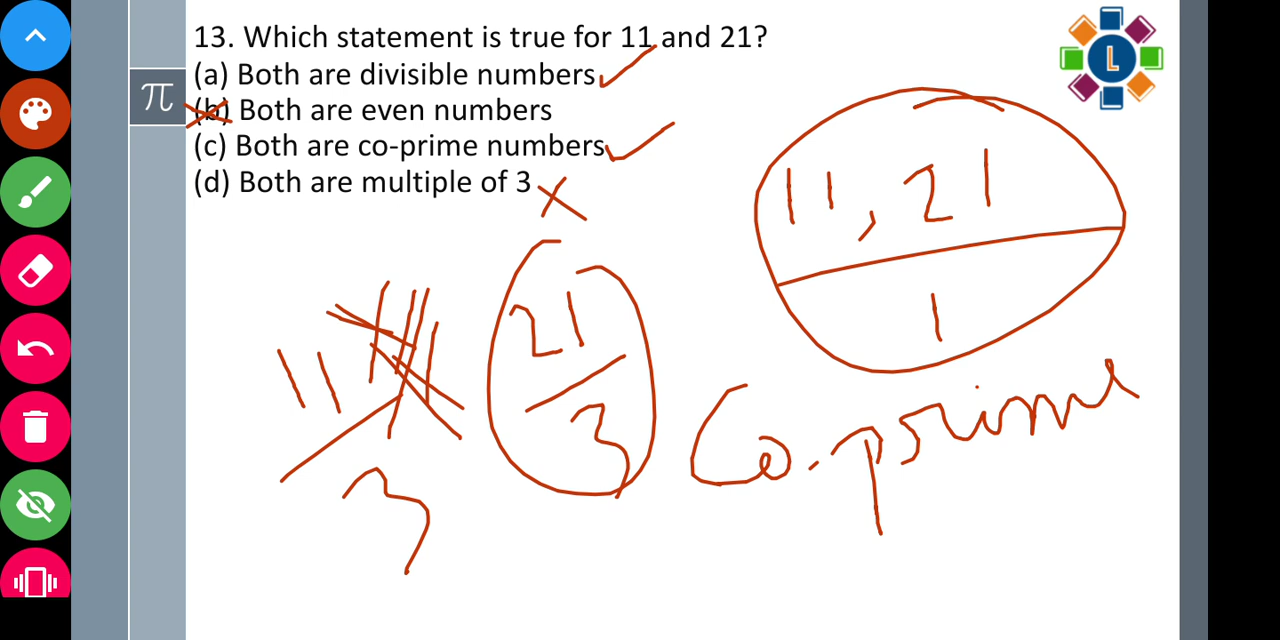 π
13. Which statement is true for 11 and 21?
(a) Both are divisible numbers
(b) Both are even numbers
(c) Both are co-prime numbers
(d) Both are multiple of 3
L
11, 21
1
11
3
21
3
Co-prime